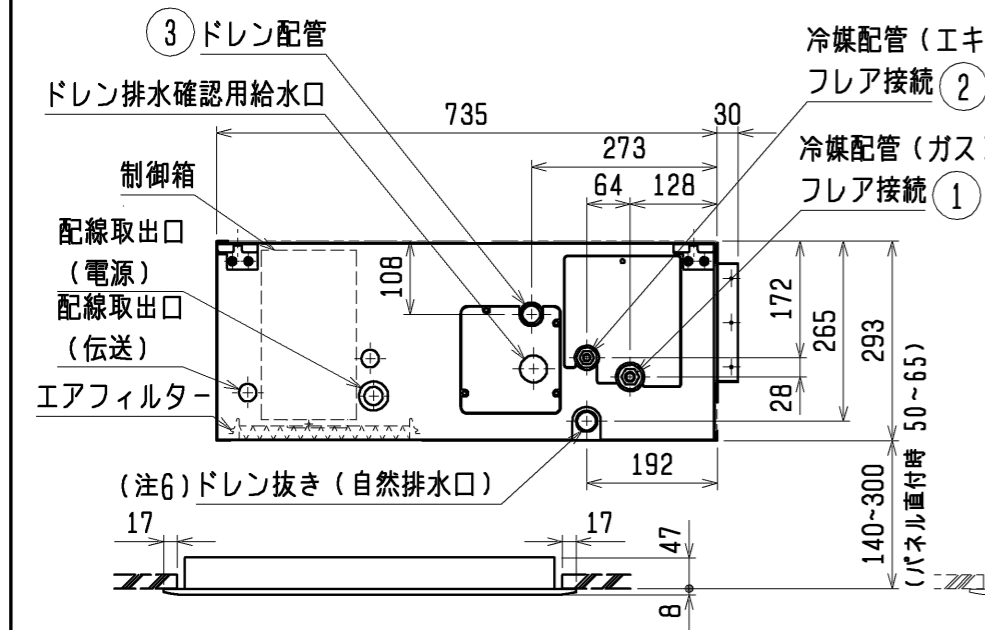 ③ ドレン配管
冷媒配管（エキ
フレア接続 ②
ドレン排水確認用給水口
735
30
273
冷媒配管（ガス
フレア接続 ①
64
128
制御箱
配線取出口
（電源）
配線取出口
（伝送）
エアフィルター
108
172
265
293
28
192
(注6)ドレン抜き（自然排水口）
140~300
(パネル直付時 50~65)
17
17
47
8